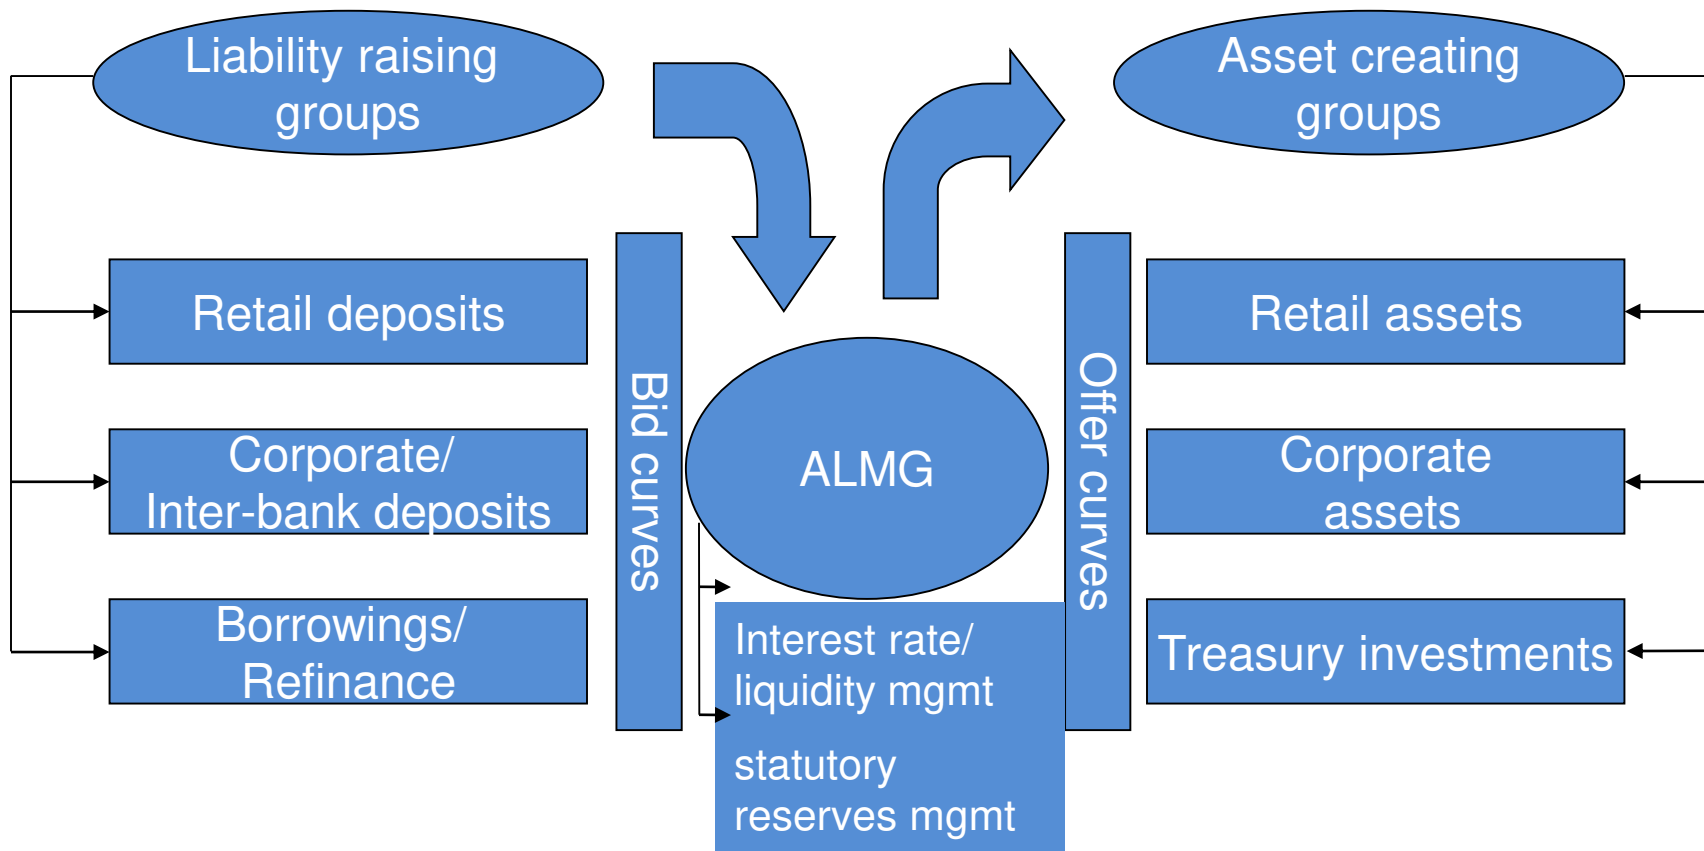 Liability raising
groups
Asset creating
groups
Retail deposits
Corporate/
Inter-bank deposits
Borrowings/
Refinance
Bid curves
ALMG
Interest rate/
liquidity mgmt
statutory
reserves mgmt
Offer curves
Retail assets
Corporate
assets
Treasury investments